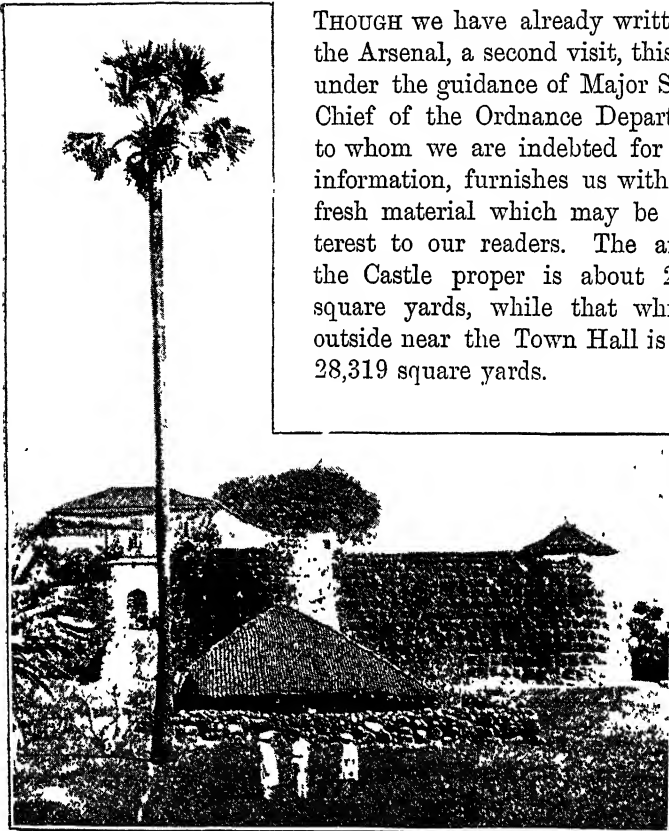 THOUGH we have already writt
the Arsenal, a second visit, this
under the guidance of Major S
Chief of the Ordnance Depart
to whom we are indebted for
information, furnishes us with
fresh material which may be
terest to our readers. The a
the Castle proper is about 2
square yards, while that whi
outside near the Town Hall is
28,319 square yards.